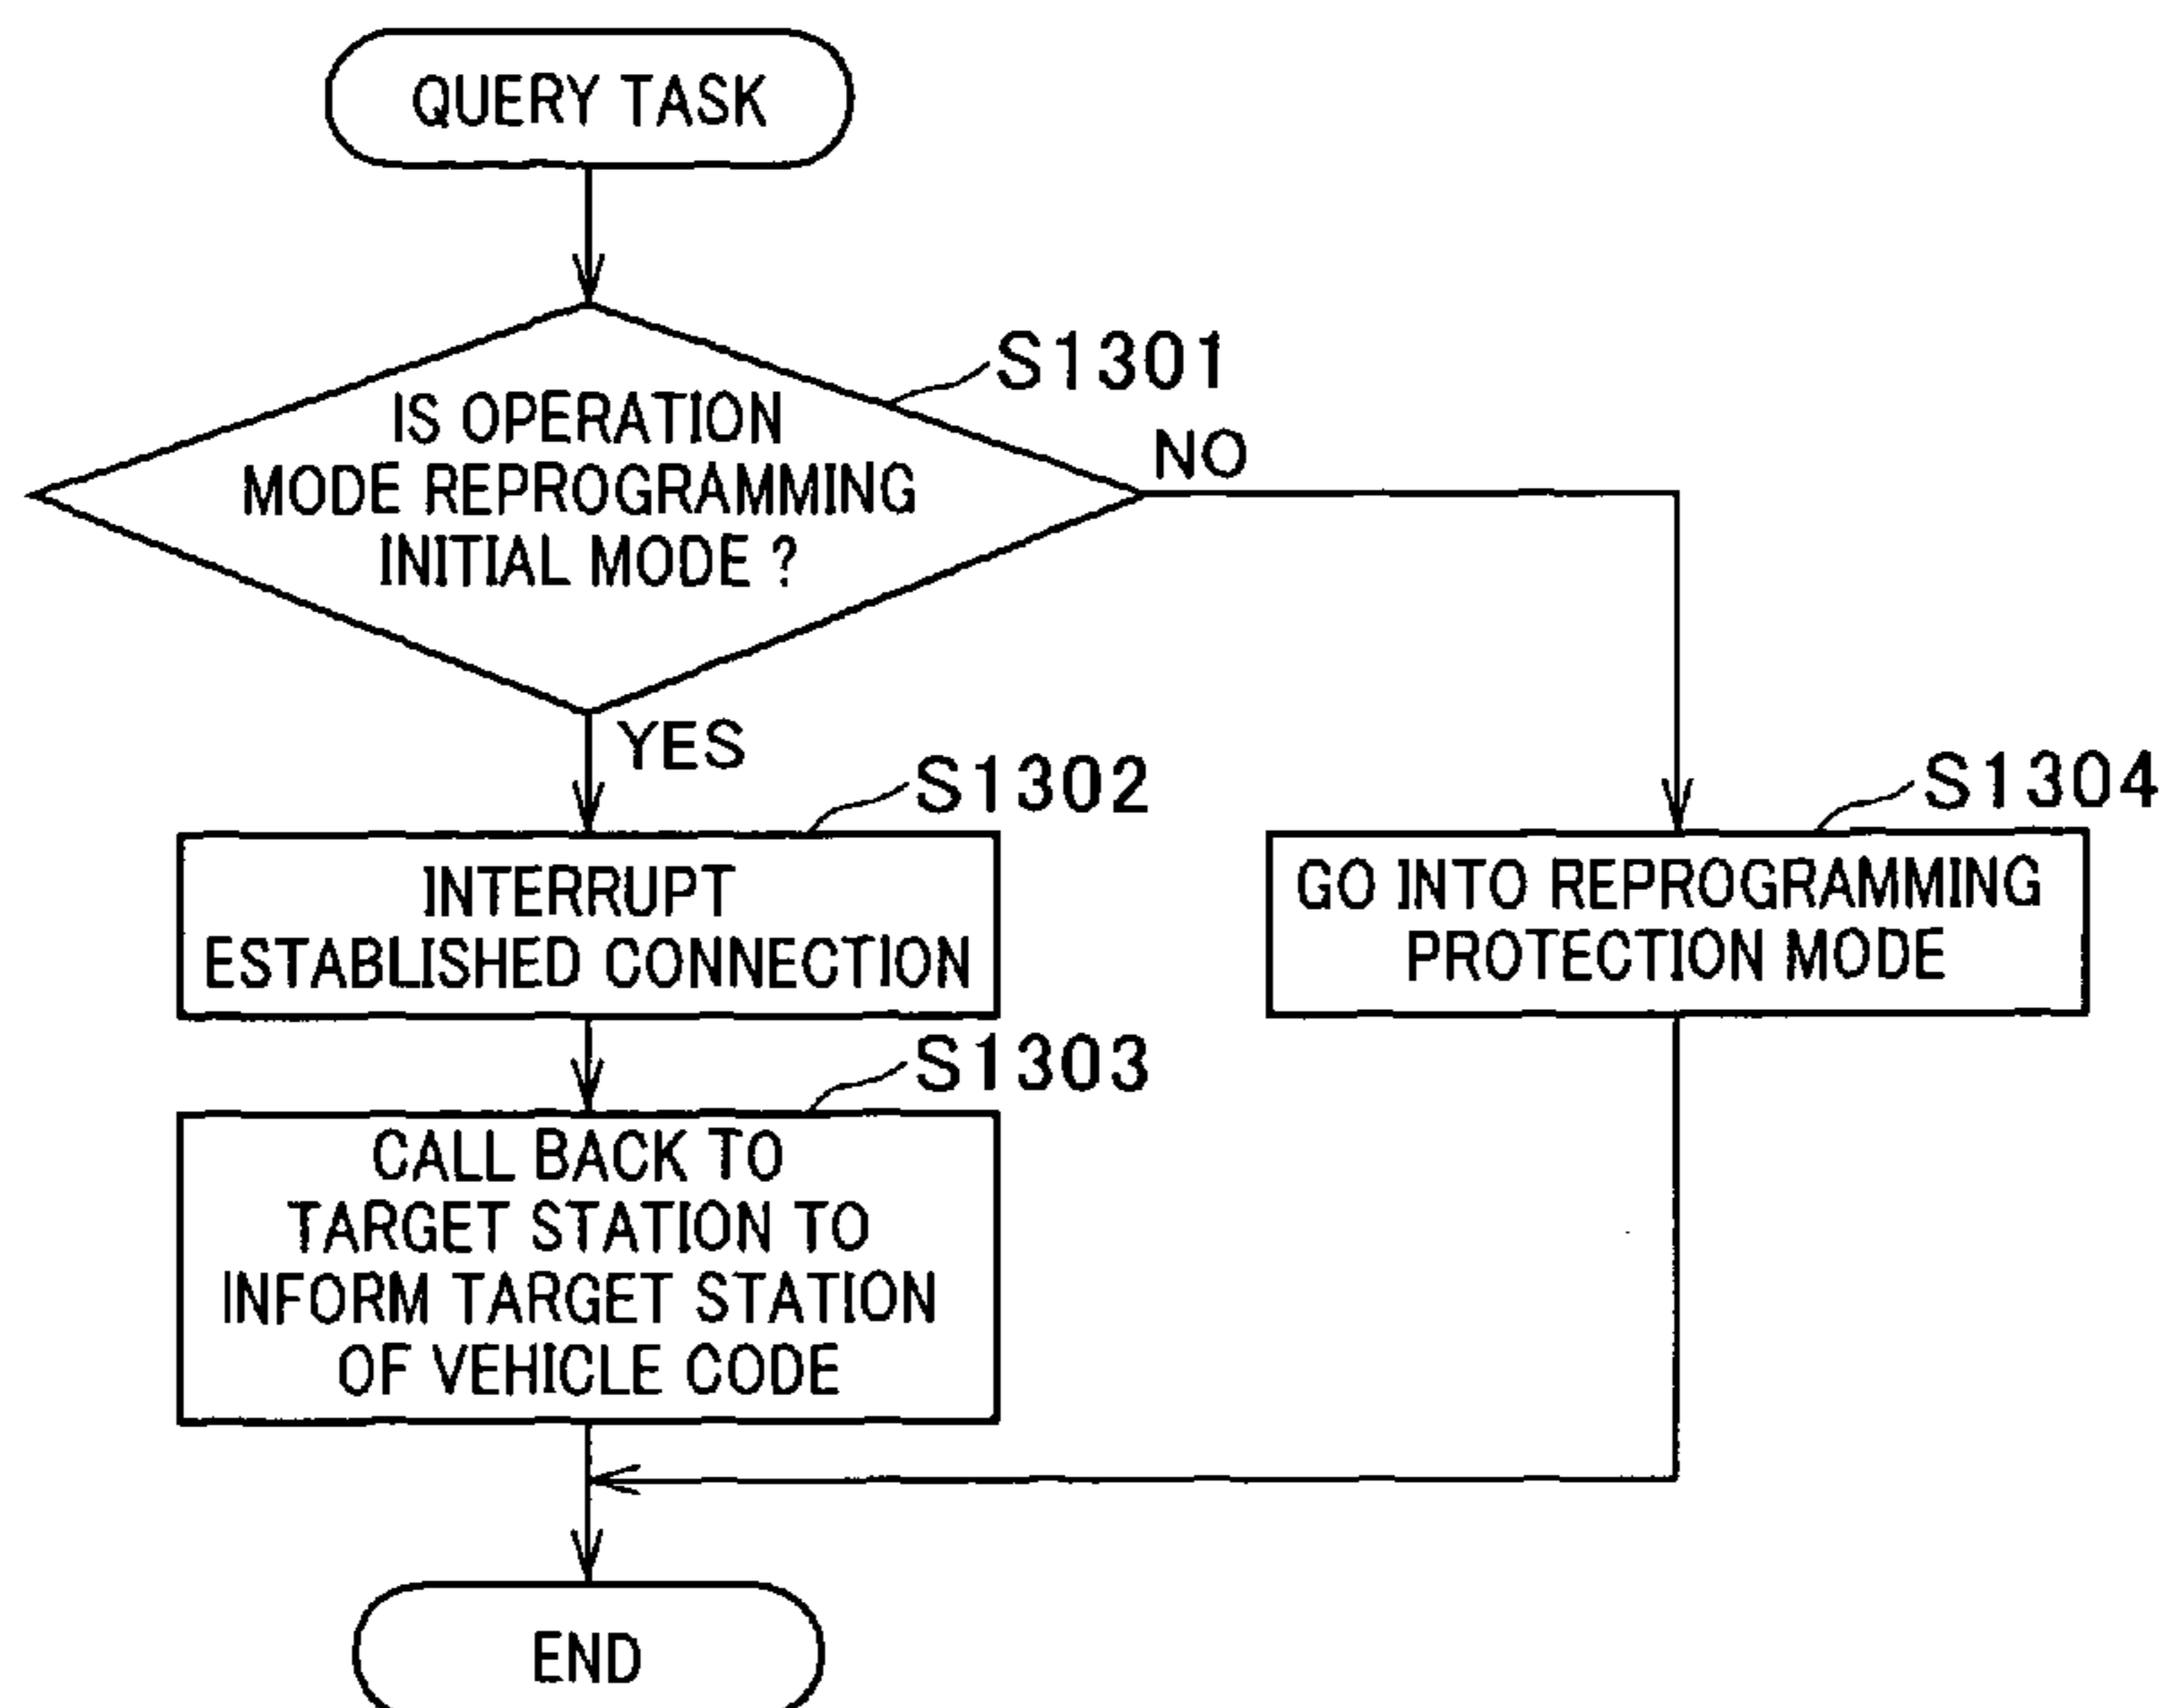 QUERY TASK
S1301
IS OPERATION
MODE REPROGRAMMING
INITIAL MODE ?
NO
YES
S1302
INTERRUPT
ESTABLISHED CONNECTION
S1304
GO INTO REPROGRAMMING
PROTECTION MODE
S1303
CALL BACK TO
TARGET STATION TO
INFORM TARGET STATION
OF VEHICLE CODE
END